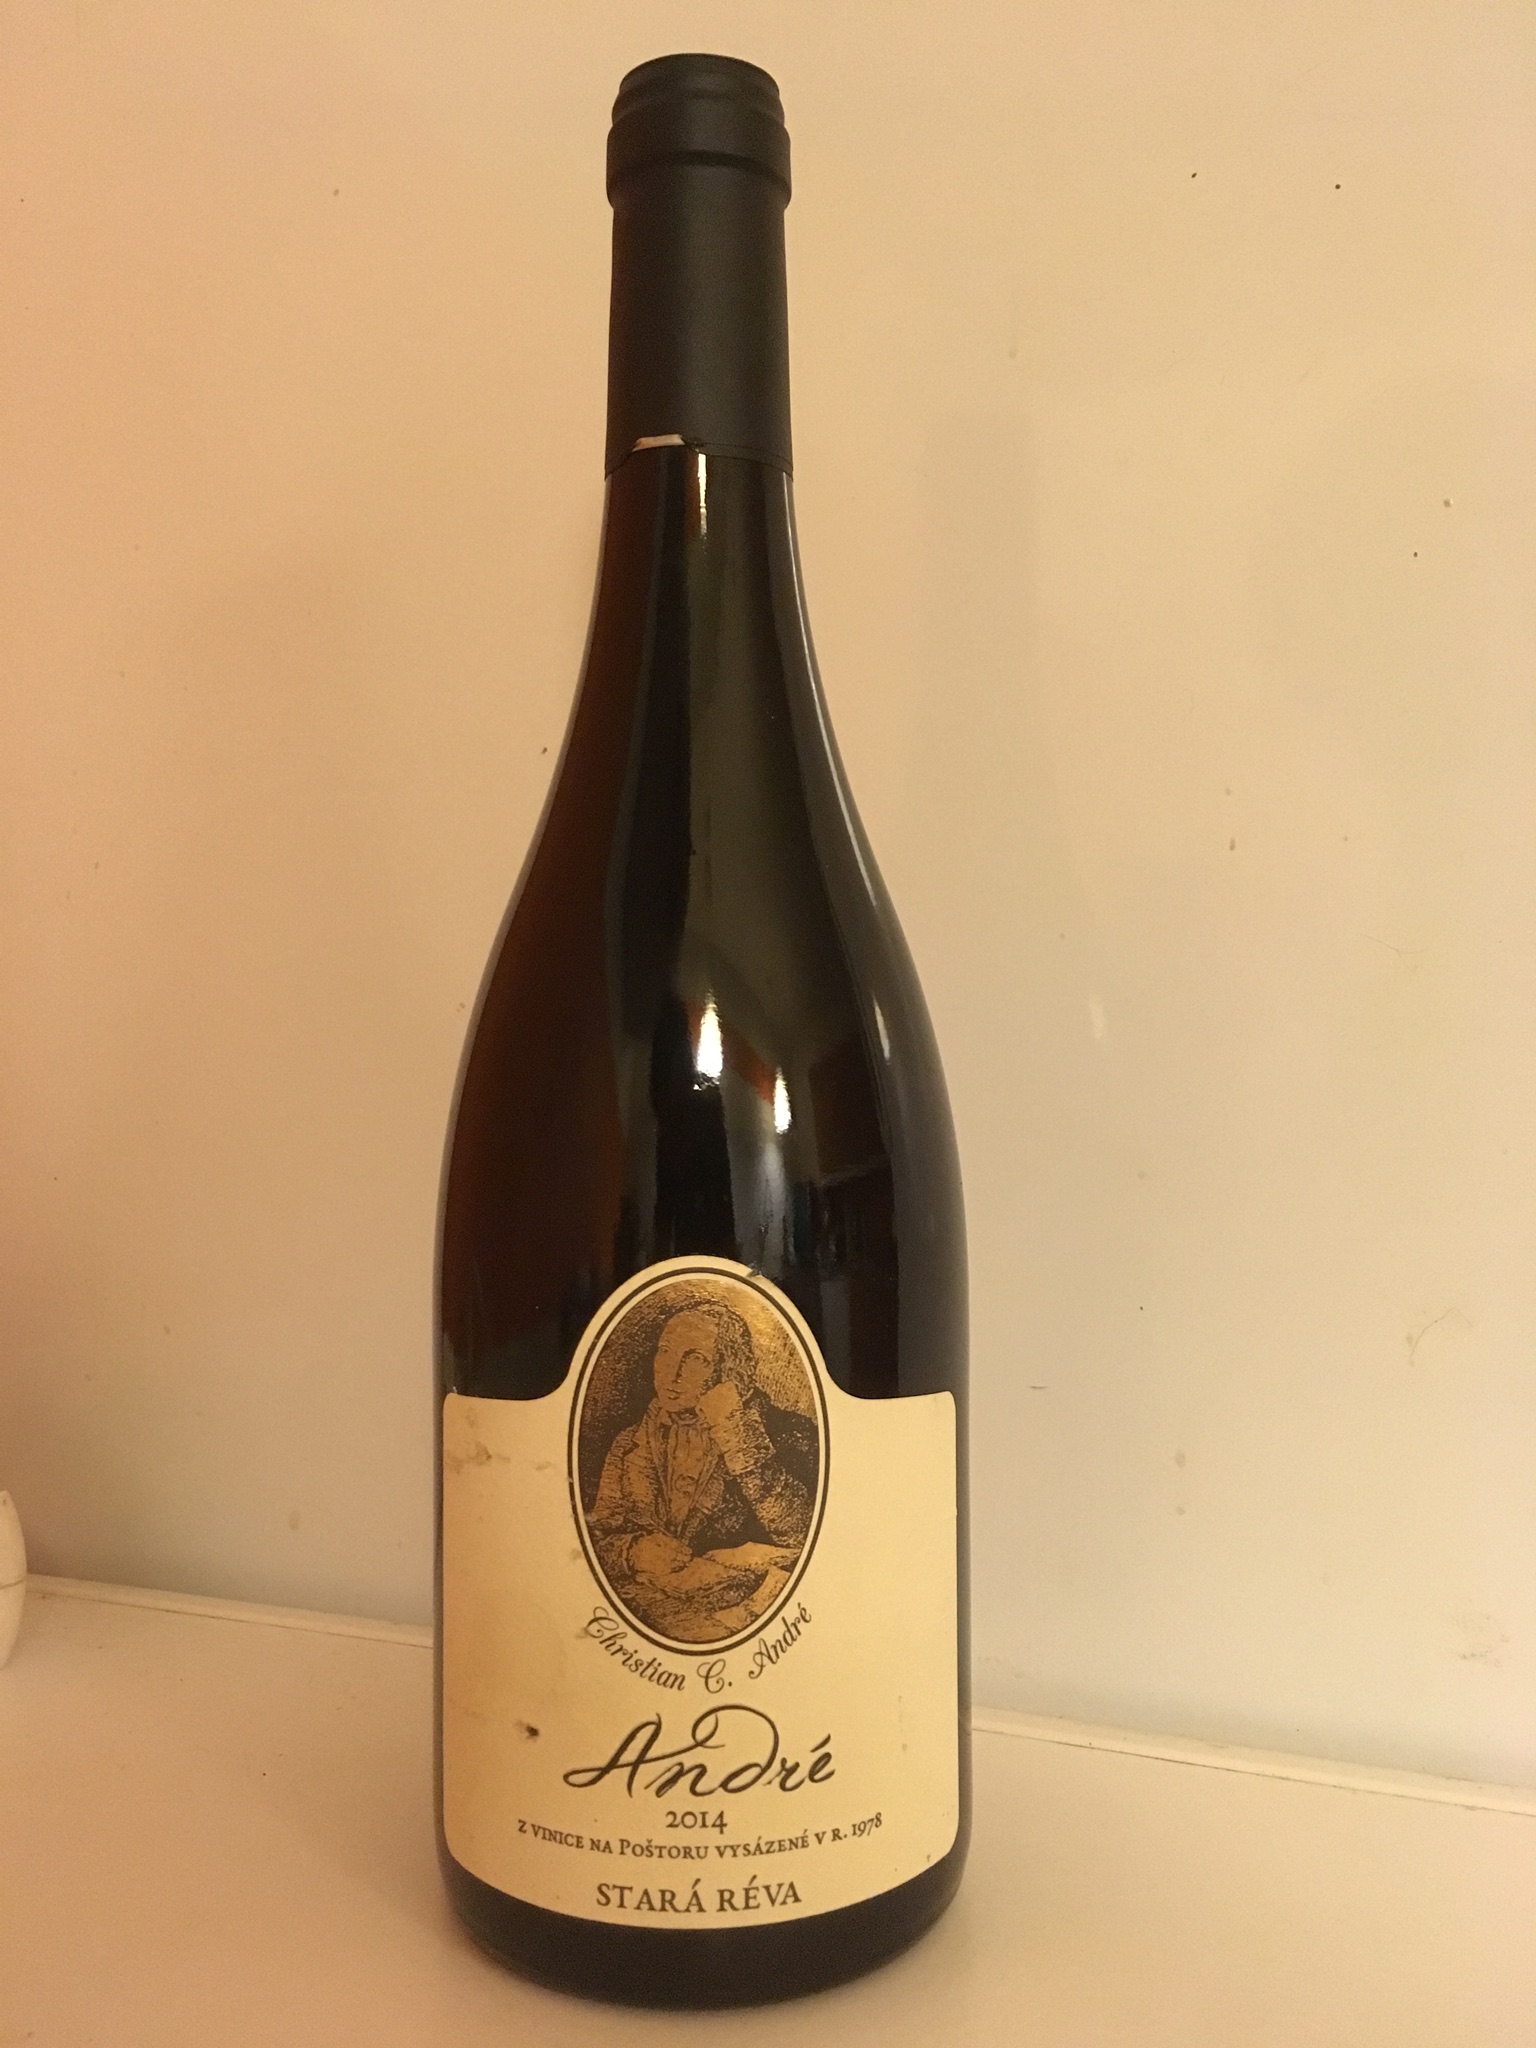 Christian C. André
André
2014
Z VINICE NA POŠTORU VYSÁZENÉ V R. 1978
STARÁ RÉVA